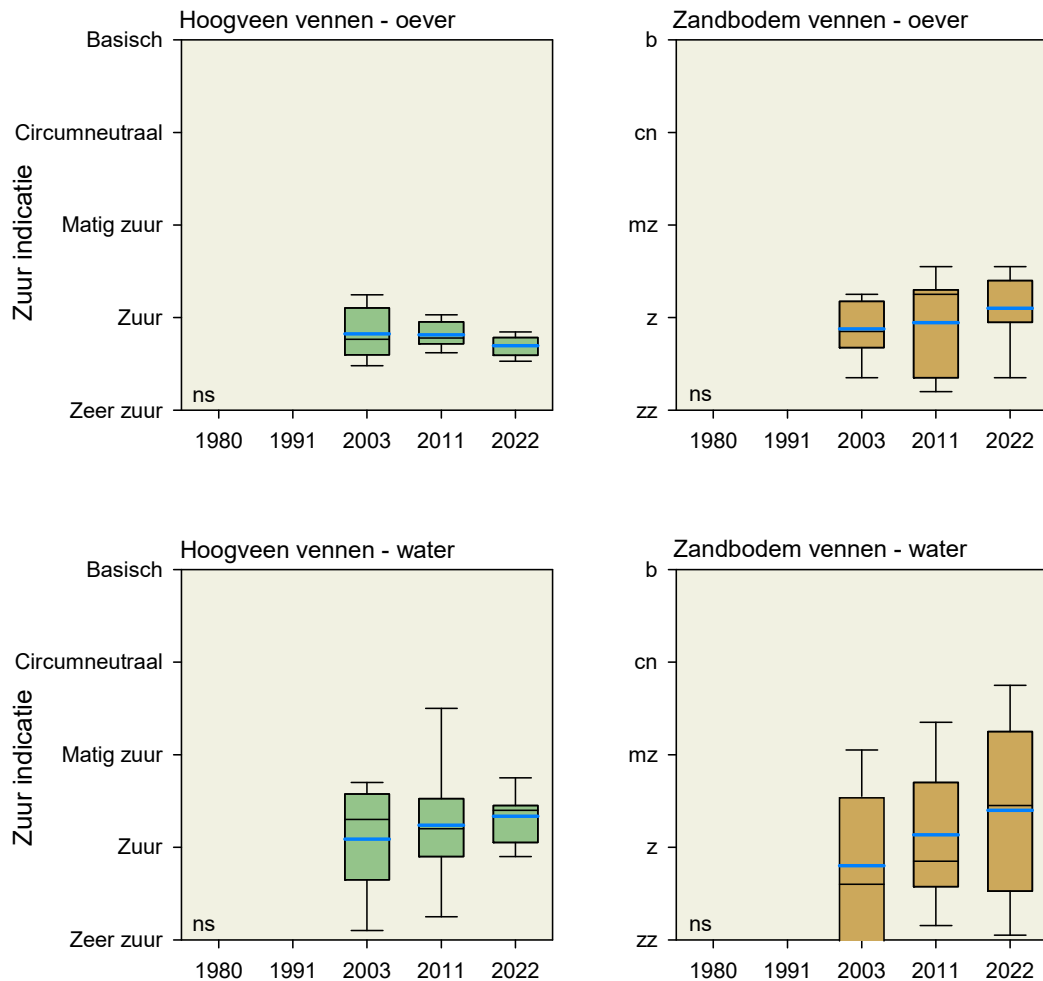 Hoogveen vennen - oever
Basisch
Circumneutraal
Matig zuur
Zuur
Zeer zuur
Zuur indicatie
ns
1980 1991 2003 2011 2022
Zandbodem vennen - oever
b
cn
mz
z
zz
ns
1980 1991 2003 2011 2022
Hoogveen vennen - water
Basisch
Circumneutraal
Matig zuur
Zuur
Zeer zuur
Zuur indicatie
ns
1980 1991 2003 2011 2022
Zandbodem vennen - water
b
cn
mz
z
zz
ns
1980 1991 2003 2011 2022